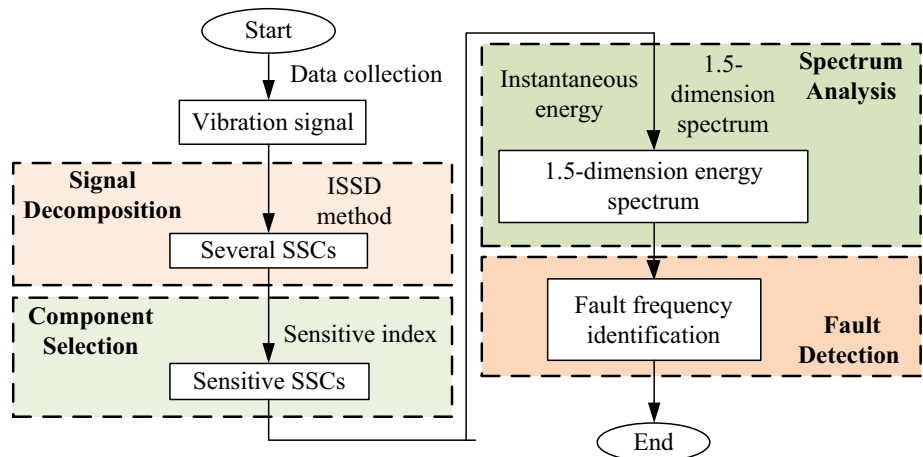 Start
Data collection
Vibration signal
Signal
Decomposition
ISSD
method
Several SSCs
Component
Selection
Sensitive index
Sensitive SSCs
Instantaneous
energy
1.5-
dimension
spectrum
Spectrum
Analysis
1.5-dimension energy
spectrum
Fault frequency
identification
Fault
Detection
End